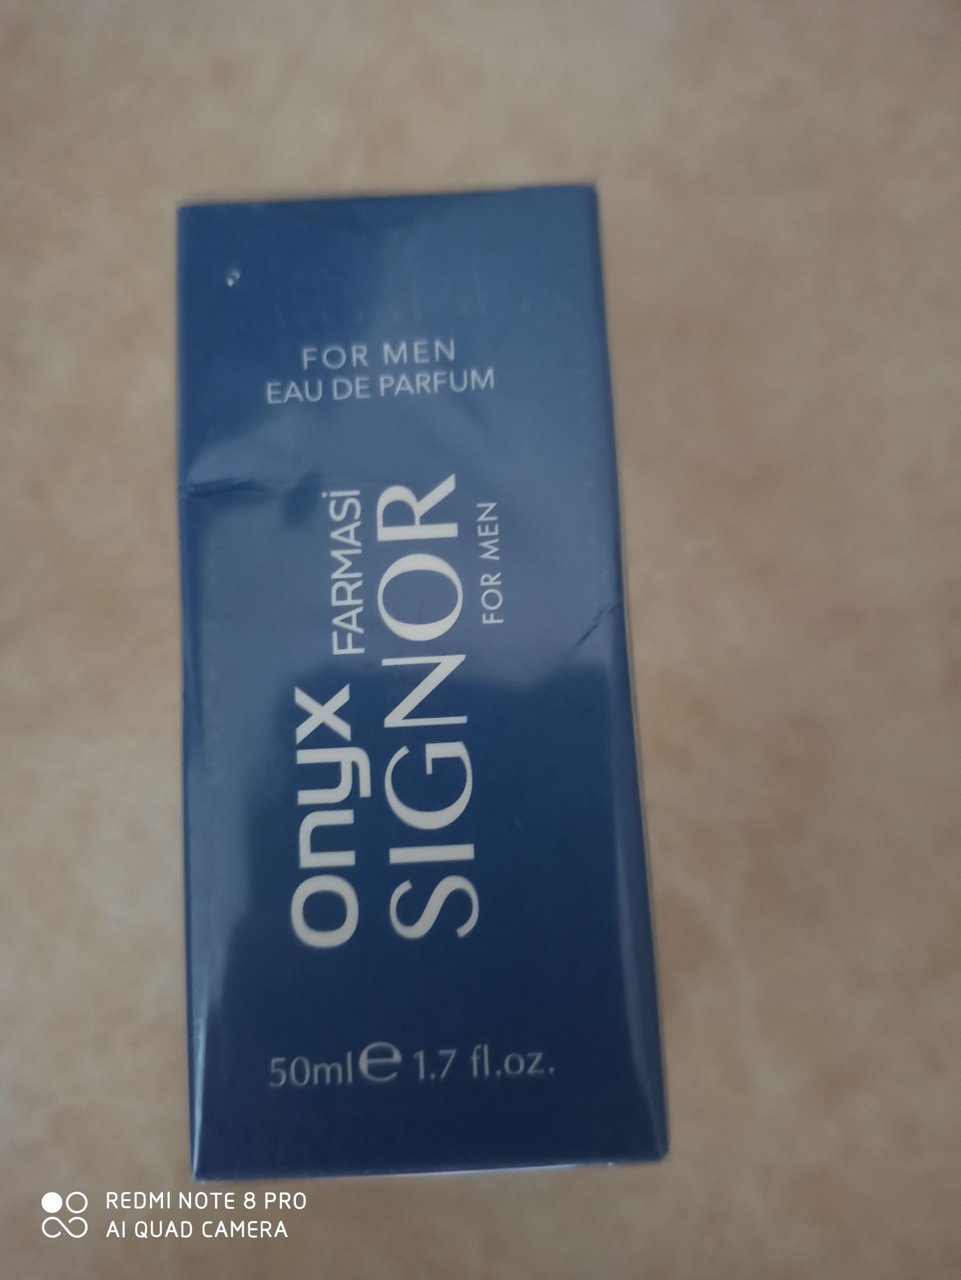 FOR MEN
EAU DE PARFUM
onyx FARMASİ
SIGNOR
FOR MEN
50ml e 1.7 fl.oz.
REDMI NOTE 8 PRO
AI QUAD CAMERA